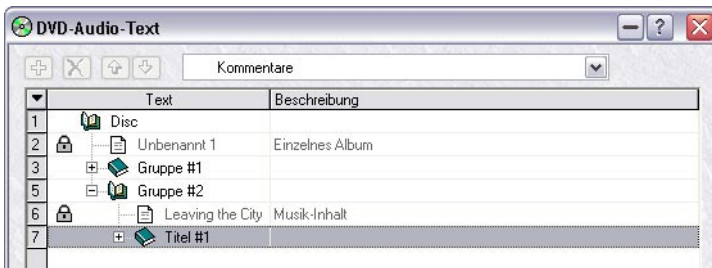 DVD-Audio-Text
Kommentare
Text Beschreibung
1 Disc
2 Unbenannt 1 Einzelnes Album
3 Gruppe #1
5 Gruppe #2
6 Leaving the City Musik-Inhalt
7 Titel #1